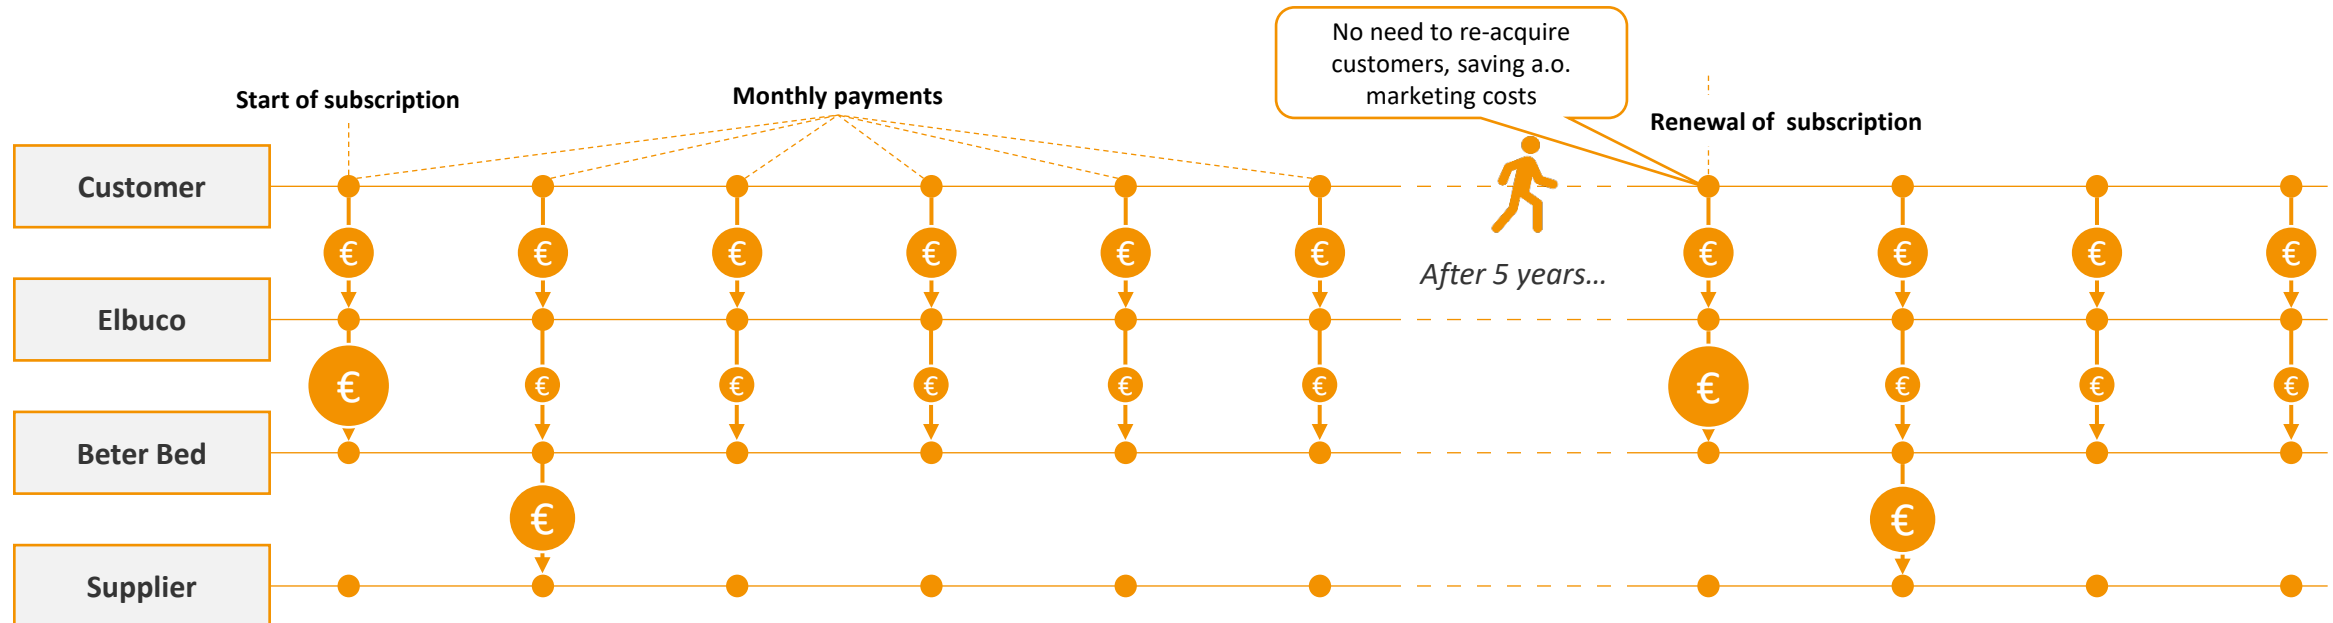 No need to re-acquire
customers, saving a.o.
marketing costs
Start of subscription
Monthly payments
Renewal of subscription
Customer
€ € € € € € € € € €
After 5 years…
Elbuco
€ € € € € € € € € €
Beter Bed
€ €
Supplier